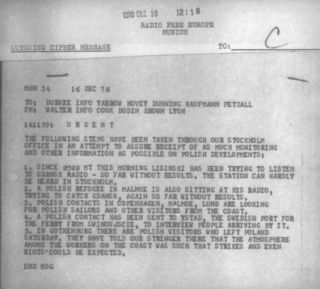 1970 DEC 16 12:18
RADIO FREE EUROPE
MUNICH
OUTGOING CIPHER MESSAGE TO: C
MUN 34 16 DEC 70
TO: DURKEE INFO YARROW HOVEY DUNNING KAUFMANN PETZALL
FM: WALTER INFO COOK BODIN BROWN LYON
161139: U R G E N T
THE FOLLOWING STEPS HAVE BEEN TAKEN THROUGH OUR STOCKHOLM
OFFICE IN AN ATTEMPT TO ASSURE RECEIPT OF AS MUCH MONITORING
AND OTHER INFORMATION AS POSSIBLE ON POLISH DEVELOPMENTS:
1. SINCE MT THIS MORNING LISINSKI HAS BEEN TRYING TO LISTEN
TO GDANSK RADIO - SO FAR WITHOUT RESULTS. THE STATION CAN HARDLY
BE HEARD IN STOCKHOLM.
2. A POLISH REFUGEE IN MALMOE IS ALSO SITTING AT HIS RADIO,
TRYING TO CATCH GDANSK, AGAIN SO FAR WITHOUT RESULTS.
3. POLISH CONTACTS IN COPENHAGEN, MALMOE, LUND ARE LOOKING
FOR POLISH SAILORS AND OTHER VISITORS FROM THE COAST.
4. A POLISH CONTACT HAS BEEN SENT TO YSTAD, THE SWEDISH PORT FOR
THE FERRY FROM SWINOUJSCIE, TO INTERVIEW PEOPLE ARRIVING BY IT.
5. IN GOTHENBURG THERE ARE POLISH VISITORS WHO LEFT POLAND
SATURDAY, THEY HAVE TOLD OUR STRINGER THERE THAT THE ATMOSPHERE
AMONG THE WORKERS ON THE COAST WAS SUCH THAT STRIKES AND EVEN
RIOTS COULD BE EXPECTED.
END MSG